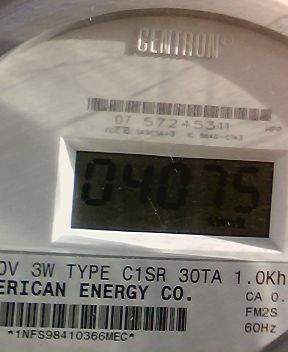 CENTRON®
07 57245311
04075
0V 3W TYPE C1SR 30TA 1.0Kh
ERICAN ENERGY CO.
CA 0.
FM2S
*1NFS98410366MEC*
60Hz